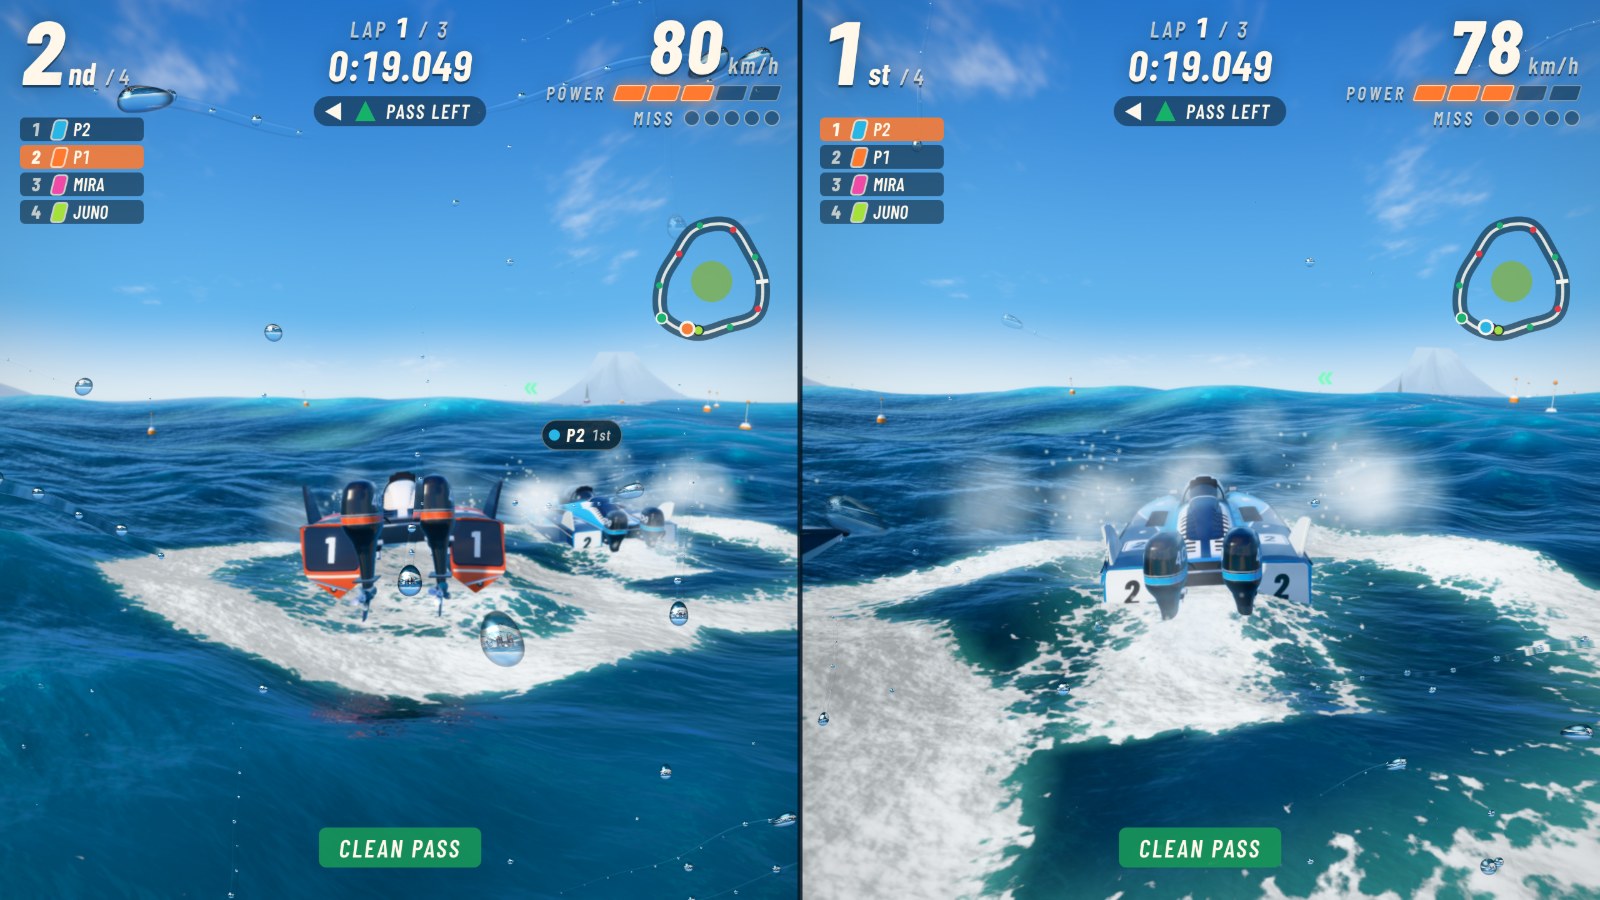 2nd / 4
LAP 1 / 3
0:19.049
PASS LEFT
80 km/h
POWER
MISS
1 P2
2 P1
3 MIRA
4 JUNO
P2 1st
1 1
2
CLEAN PASS
1st / 4
LAP 1 / 3
0:19.049
PASS LEFT
78 km/h
POWER
MISS
1 P2
2 P1
3 MIRA
4 JUNO
2 2
2 2
CLEAN PASS